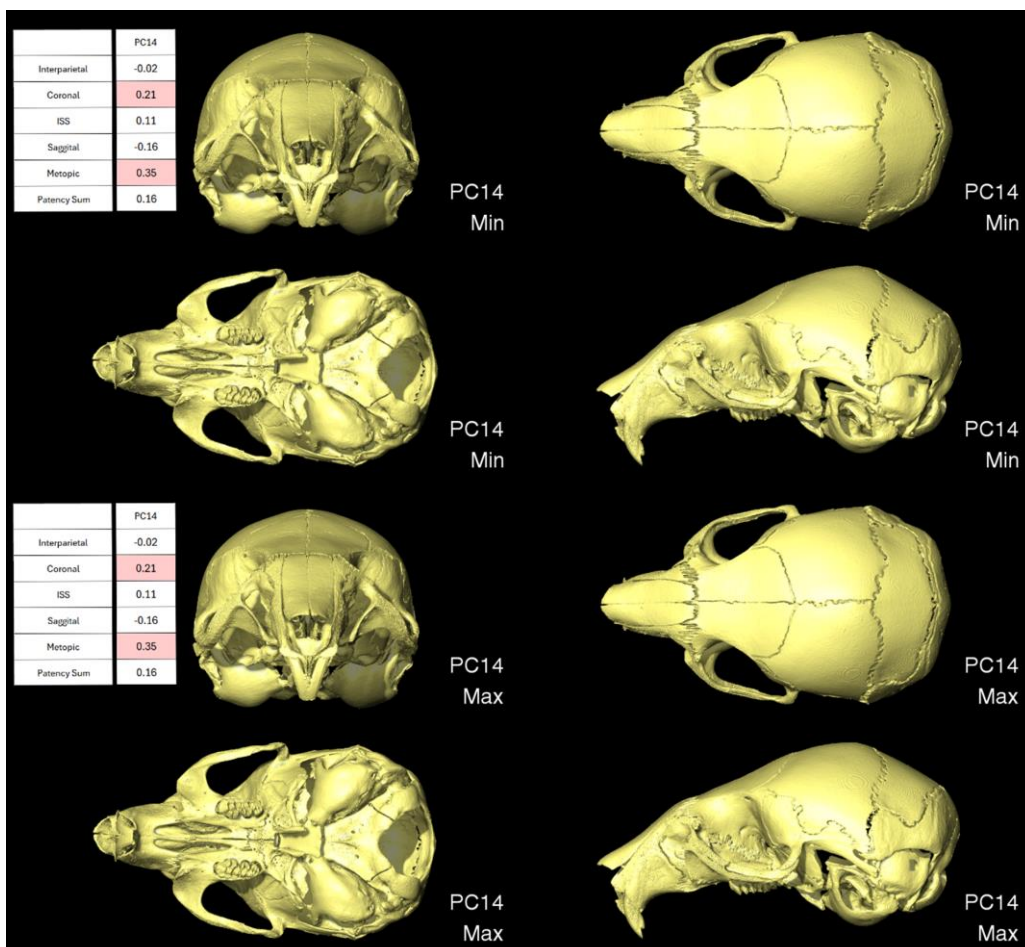 PC14
Interparietal -0.02
Coronal 0.21
ISS 0.11
Saggital -0.16
Metopic 0.35
Patency Sum 0.16
PC14
Min
PC14
Min
PC14
Min
PC14
Min
PC14
Interparietal -0.02
Coronal 0.21
ISS 0.11
Saggital -0.16
Metopic 0.35
Patency Sum 0.16
PC14
Max
PC14
Max
PC14
Max
PC14
Max